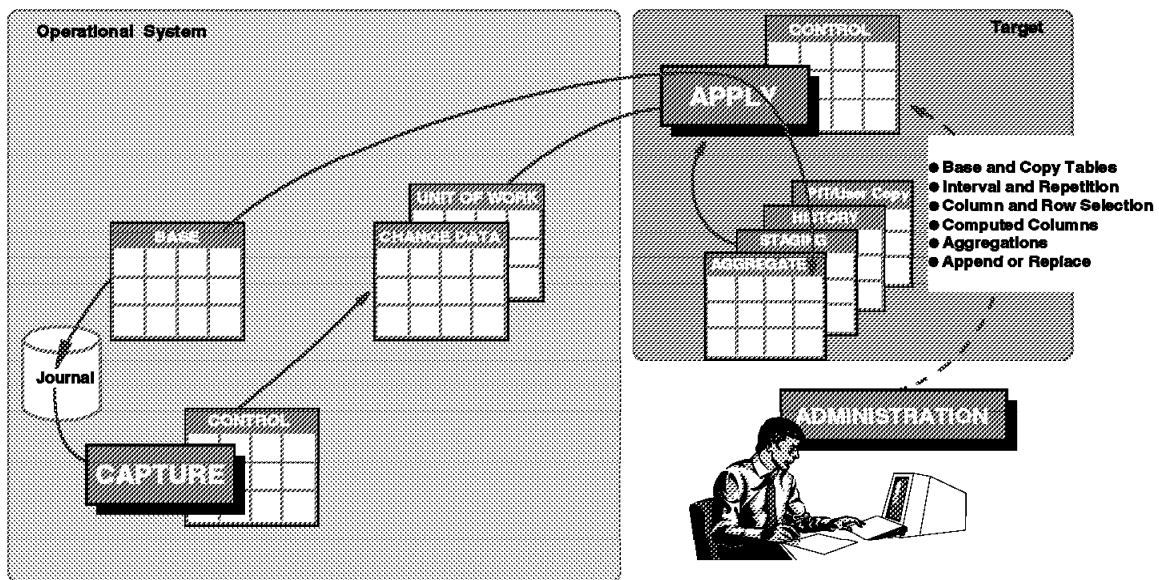 Operational System
Target
CONTROL
APPLY
Base and Copy Tables
Interval and Repetition
Column and Row Selection
Computed Columns
Aggregations
Append or Replace
Copy
HISTORY
STAGING
AGGREGATE
UNIT OF WORK
CHANGE DATA
BASE
Journal
CONTROL
CAPTURE
ADMINISTRATION